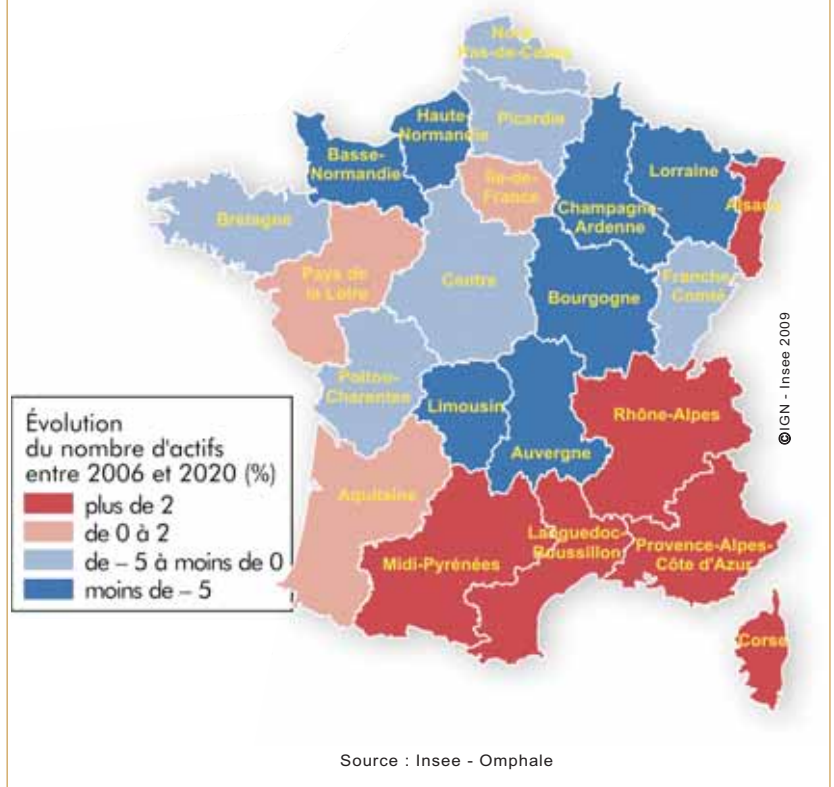 Nord
Pas-de-Calais
Picardie
Haute
Normandie
Basse-
Normandie
Île-de-
France
Champagne-
Ardenne
Lorraine
Alsace
Bretagne
Pays de
la Loire
Centre
Bourgogne
Franche
Comté
Poitou-
Charentes
Limousin
Auvergne
Rhône-Alpes
Aquitaine
Midi-Pyrénées
Languedoc-
Roussillon
Provence-Alpes-
Côte d'Azur
Corse
Évolution
du nombre d'actifs
entre 2006 et 2020 (%)
plus de 2
de 0 à 2
de – 5 à moins de 0
moins de – 5
©IGN - Insee 2009
Source : Insee - Omphale